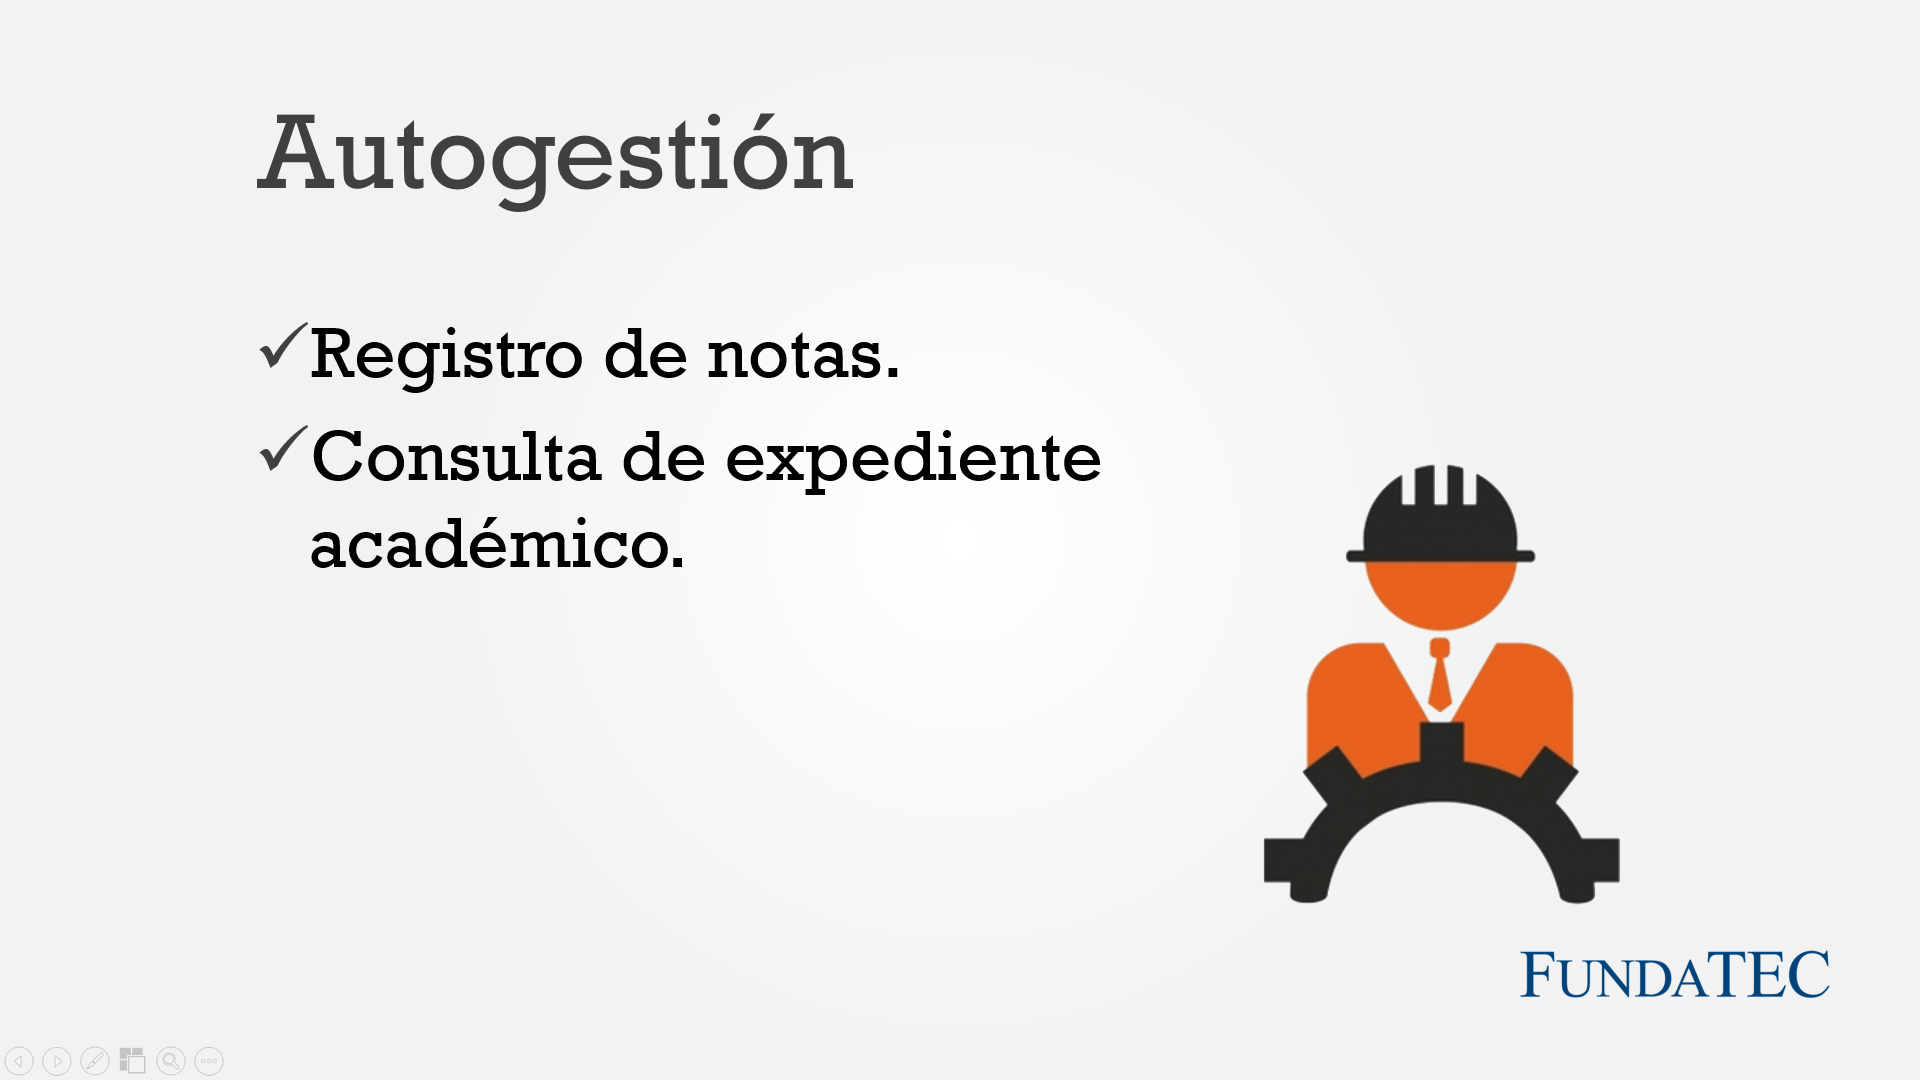 Autogestión
✓Registro de notas.
✓Consulta de expediente
académico.
FUNDATEC